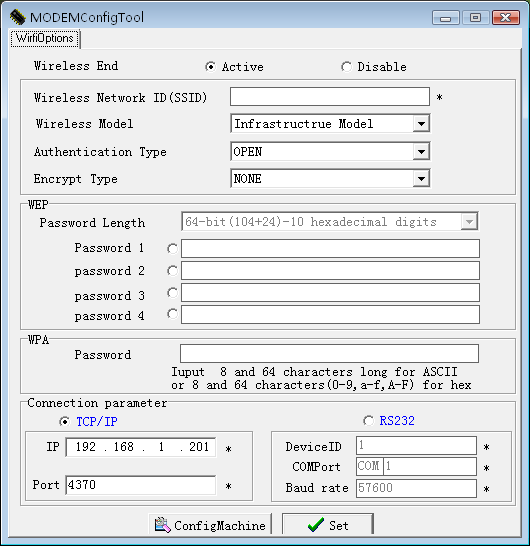 MODEMConfigTool
WirfiOptions
Wireless End Active Disable
Wireless Network ID(SSID) *
Wireless Model Infrastructrue Model
Authentication Type OPEN
Encrypt Type NONE
WEP
Password Length 64-bit(104+24)-10 hexadecimal digits
Password 1
password 2
password 3
password 4
WPA
Password
Iuput 8 and 64 characters long for ASCII
or 8 and 64 characters(0-9,a-f,A-F) for hex
Connection parameter
TCP/IP RS232
IP 192 .168 . 1 .201 *
DeviceID 1 *
COMPort COM 1 *
Port 4370 *
Baud rate 57600 *
ConfigMachine Set